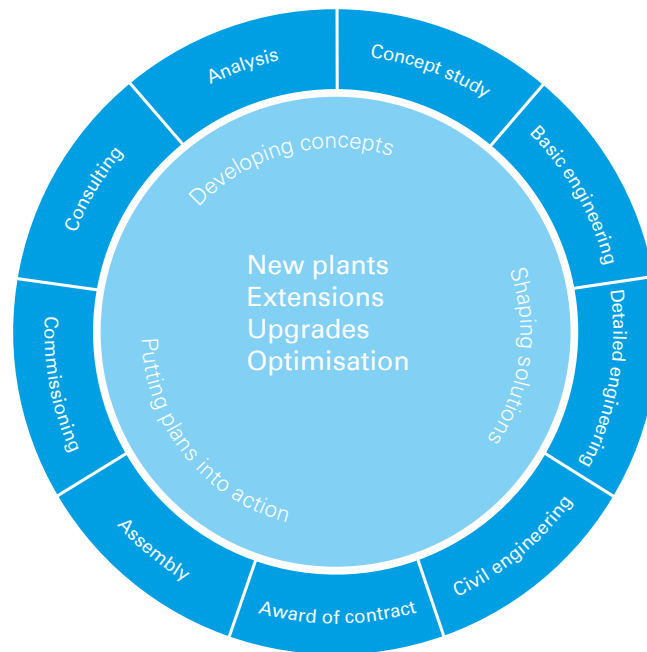 Analysis
Concept study
Basic engineering
Detailed engineering
Civil engineering
Award of contract
Assembly
Commissioning
Consulting
Developing concepts
Shaping solutions
Putting plans into action
New plants
Extensions
Upgrades
Optimisation